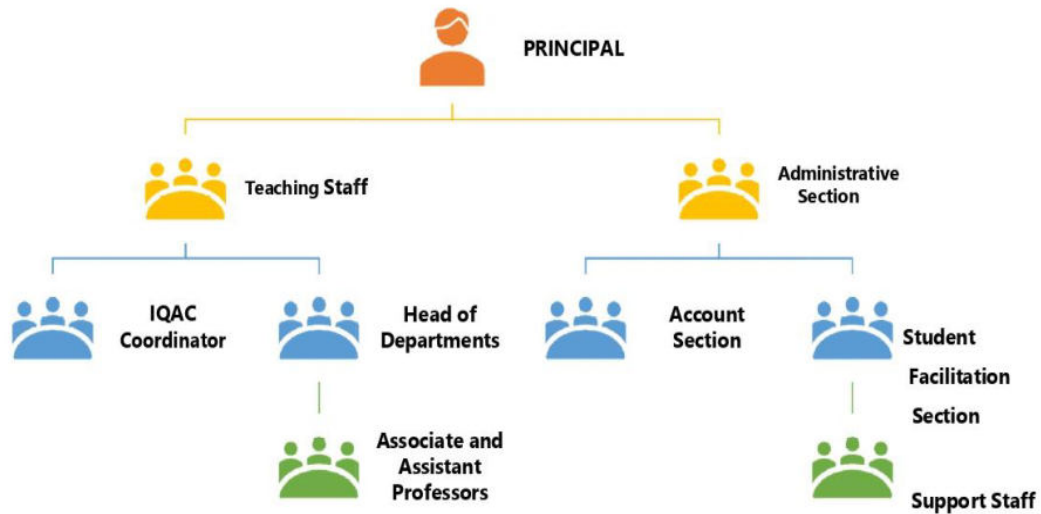 PRINCIPAL
Teaching Staff
Administrative
Section
IQAC
Coordinator
Head of
Departments
Account
Section
Student
Facilitation
Section
Associate and
Assistant
Professors
Support Staff